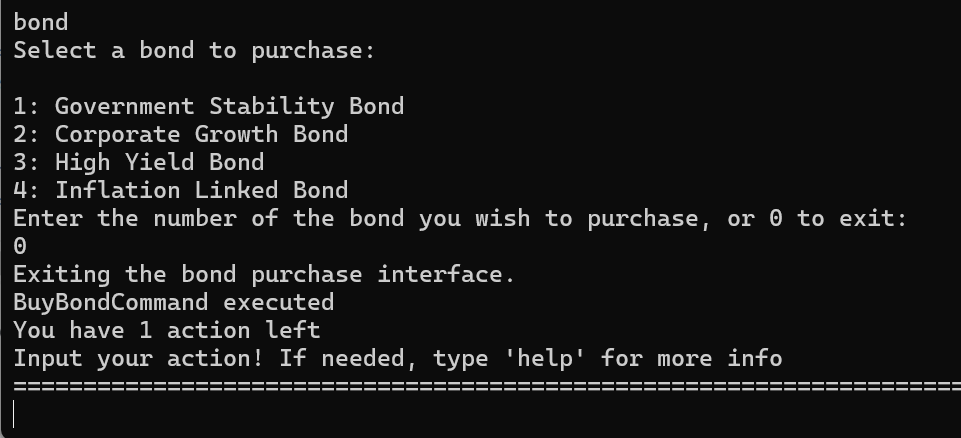 bond
Select a bond to purchase:
1: Government Stability Bond
2: Corporate Growth Bond
3: High Yield Bond
4: Inflation Linked Bond
Enter the number of the bond you wish to purchase, or 0 to exit:
0
Exiting the bond purchase interface.
BuyBondCommand executed
You have 1 action left
Input your action! If needed, type 'help' for more info
====================================================================